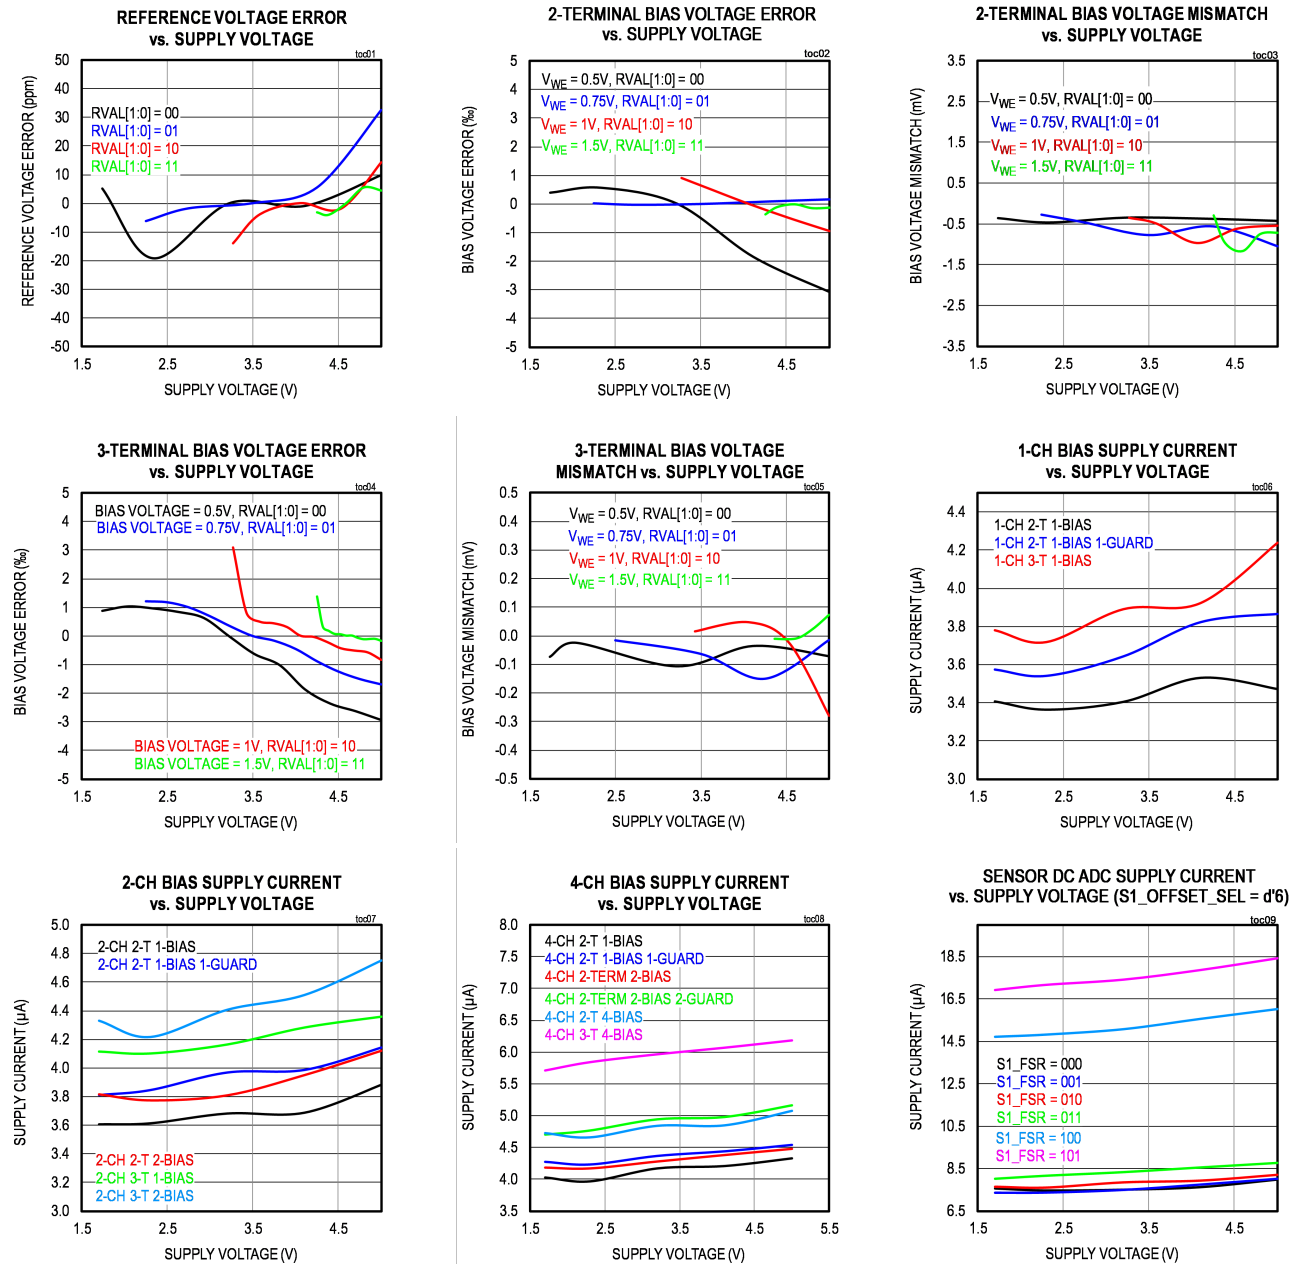 REFERENCE VOLTAGE ERROR
vs. SUPPLY VOLTAGE
toc01
REFERENCE VOLTAGE ERROR (ppm)
50
40
30
20
10
0
-10
-20
-30
-40
-50
RVAL[1:0] = 00
RVAL[1:0] = 01
RVAL[1:0] = 10
RVAL[1:0] = 11
1.5
2.5
3.5
4.5
SUPPLY VOLTAGE (V)
2-TERMINAL BIAS VOLTAGE ERROR
vs. SUPPLY VOLTAGE
toc02
BIAS VOLTAGE ERROR (‰)
5
4
3
2
1
0
-1
-2
-3
-4
-5
VWE = 0.5V, RVAL[1:0] = 00
VWE = 0.75V, RVAL[1:0] = 01
VWE = 1V, RVAL[1:0] = 10
VWE = 1.5V, RVAL[1:0] = 11
1.5
2.5
3.5
4.5
SUPPLY VOLTAGE (V)
2-TERMINAL BIAS VOLTAGE MISMATCH
vs. SUPPLY VOLTAGE
toc03
BIAS VOLTAGE MISMATCH (mV)
3.5
2.5
1.5
0.5
-0.5
-1.5
-2.5
-3.5
VWE = 0.5V, RVAL[1:0] = 00
VWE = 0.75V, RVAL[1:0] = 01
VWE = 1V, RVAL[1:0] = 10
VWE = 1.5V, RVAL[1:0] = 11
1.5
2.5
3.5
4.5
SUPPLY VOLTAGE (V)
3-TERMINAL BIAS VOLTAGE ERROR
vs. SUPPLY VOLTAGE
toc04
BIAS VOLTAGE ERROR (‰)
5
4
3
2
1
0
-1
-2
-3
-4
-5
BIAS VOLTAGE = 0.5V, RVAL[1:0] = 00
BIAS VOLTAGE = 0.75V, RVAL[1:0] = 01
BIAS VOLTAGE = 1V, RVAL[1:0] = 10
BIAS VOLTAGE = 1.5V, RVAL[1:0] = 11
1.5
2.5
3.5
4.5
SUPPLY VOLTAGE (V)
3-TERMINAL BIAS VOLTAGE
MISMATCH vs. SUPPLY VOLTAGE
toc05
BIAS VOLTAGE MISMATCH (mV)
0.5
0.4
0.3
0.2
0.1
0.0
-0.1
-0.2
-0.3
-0.4
-0.5
VWE = 0.5V, RVAL[1:0] = 00
VWE = 0.75V, RVAL[1:0] = 01
VWE = 1V, RVAL[1:0] = 10
VWE = 1.5V, RVAL[1:0] = 11
1.5
2.5
3.5
4.5
SUPPLY VOLTAGE (V)
1-CH BIAS SUPPLY CURRENT
vs. SUPPLY VOLTAGE
toc06
SUPPLY CURRENT (μA)
4.4
4.2
4.0
3.8
3.6
3.4
3.2
3.0
1-CH 2-T 1-BIAS
1-CH 2-T 1-BIAS 1-GUARD
1-CH 3-T 1-BIAS
1.5
2.5
3.5
4.5
SUPPLY VOLTAGE (V)
2-CH BIAS SUPPLY CURRENT
vs. SUPPLY VOLTAGE
toc07
SUPPLY CURRENT (μA)
5.0
4.8
4.6
4.4
4.2
4.0
3.8
3.6
3.4
3.2
3.0
2-CH 2-T 1-BIAS
2-CH 2-T 1-BIAS 1-GUARD
2-CH 2-T 2-BIAS
2-CH 3-T 1-BIAS
2-CH 3-T 2-BIAS
1.5
2.5
3.5
4.5
SUPPLY VOLTAGE (V)
4-CH BIAS SUPPLY CURRENT
vs. SUPPLY VOLTAGE
toc08
SUPPLY CURRENT (μA)
8.0
7.5
7.0
6.5
6.0
5.5
5.0
4.5
4.0
3.5
4-CH 2-T 1-BIAS
4-CH 2-T 1-BIAS 1-GUARD
4-CH 2-TERM 2-BIAS
4-CH 2-TERM 2-BIAS 2-GUARD
4-CH 2-T 4-BIAS
4-CH 3-T 4-BIAS
1.5
2.5
3.5
4.5
5.5
SUPPLY VOLTAGE (V)
SENSOR DC ADC SUPPLY CURRENT
vs. SUPPLY VOLTAGE (S1_OFFSET_SEL = d'6)
toc09
SUPPLY CURRENT (μA)
18.5
16.5
14.5
12.5
10.5
8.5
6.5
S1_FSR = 000
S1_FSR = 001
S1_FSR = 010
S1_FSR = 011
S1_FSR = 100
S1_FSR = 101
1.5
2.5
3.5
4.5
SUPPLY VOLTAGE (V)